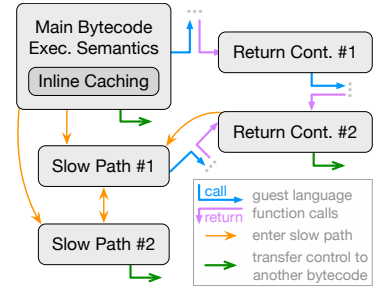 Main Bytecode
Exec. Semantics
Inline Caching
Return Cont. #1
Return Cont. #2
Slow Path #1
Slow Path #2
call
return
guest language
function calls
enter slow path
transfer control to
another bytecode